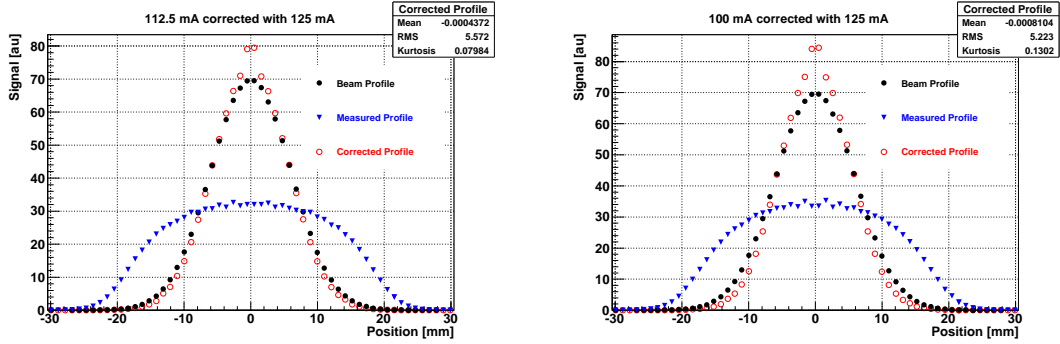 112.5 mA corrected with 125 mA
Corrected Profile
Mean -0.0004372
RMS 5.572
Kurtosis 0.07984
Signal [au]
80
70
60
50
40
30
20
10
0
Beam Profile
Measured Profile
Corrected Profile
-30 -20 -10 0 10 20 30
Position [mm]
100 mA corrected with 125 mA
Corrected Profile
Mean -0.0008104
RMS 5.223
Kurtosis 0.1302
Signal [au]
80
70
60
50
40
30
20
10
0
Beam Profile
Measured Profile
Corrected Profile
-30 -20 -10 0 10 20 30
Position [mm]